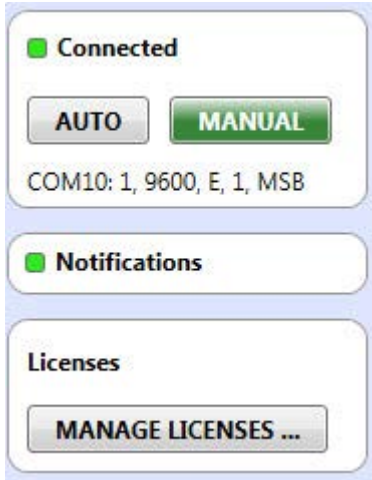 Connected
AUTO MANUAL
COM10: 1, 9600, E, 1, MSB
Notifications
Licenses
MANAGE LICENSES ...